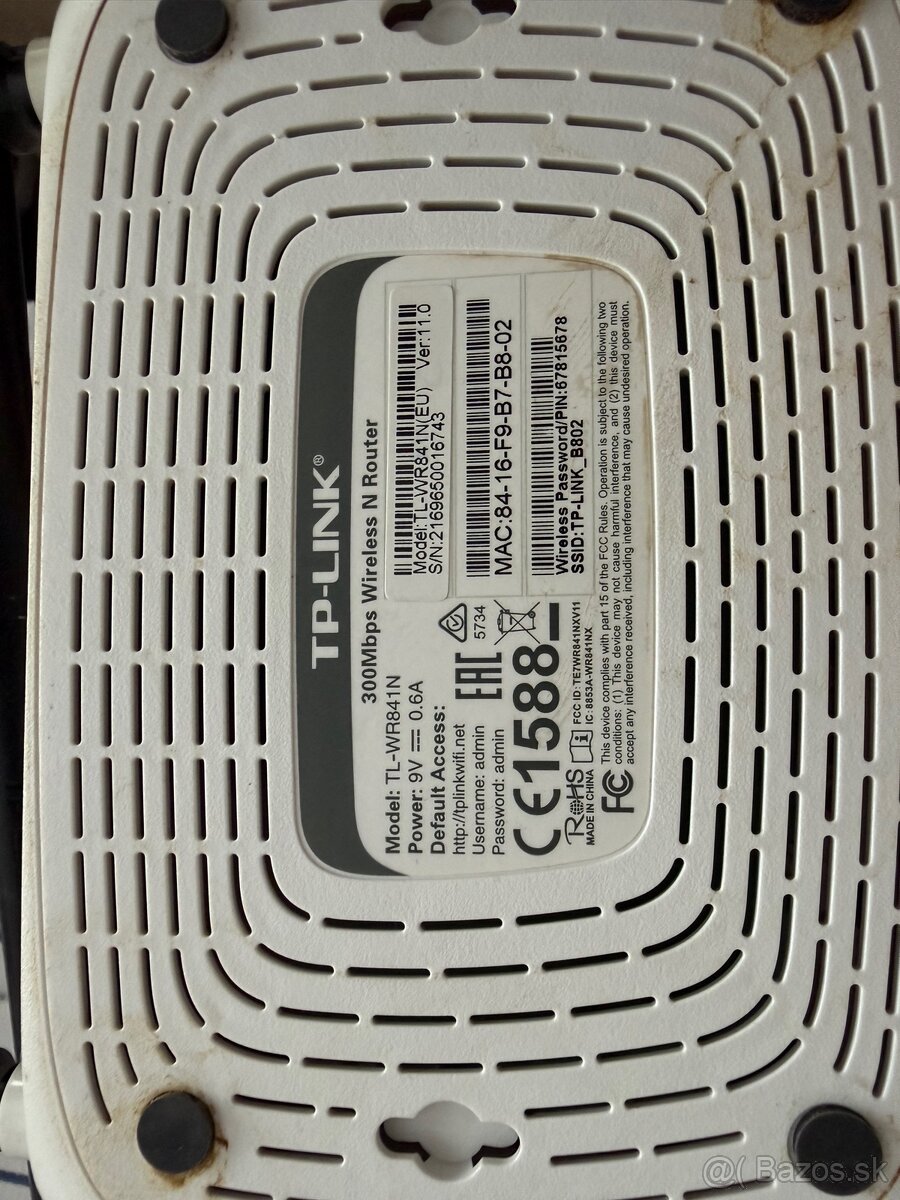 TP-LINK®
300Mbps Wireless N Router
Model: TL-WR841N
Power: 9V ⎓ 0.6A
Default Access:
http://tplinkwifi.net
Username: admin
Password: admin
Model:TL-WR841N(EU) Ver:11.0
S/N:2169690016743
MAC:84-16-F9-B7-B8-02
Wireless Password/PIN:67815678
SSID:TP-LINK_B802
EAC
5734
CE1588
RoHS
MADE IN CHINA
FCC ID:TE7WR841NXV11
IC:8853A-WR841NX
FC
This device complies with part 15 of the FCC Rules. Operation is subject to the following two
conditions: (1) This device may not cause harmful interference, and (2) this device must
accept any interference received, including interference that may cause undesired operation.
@( Bazos.sk